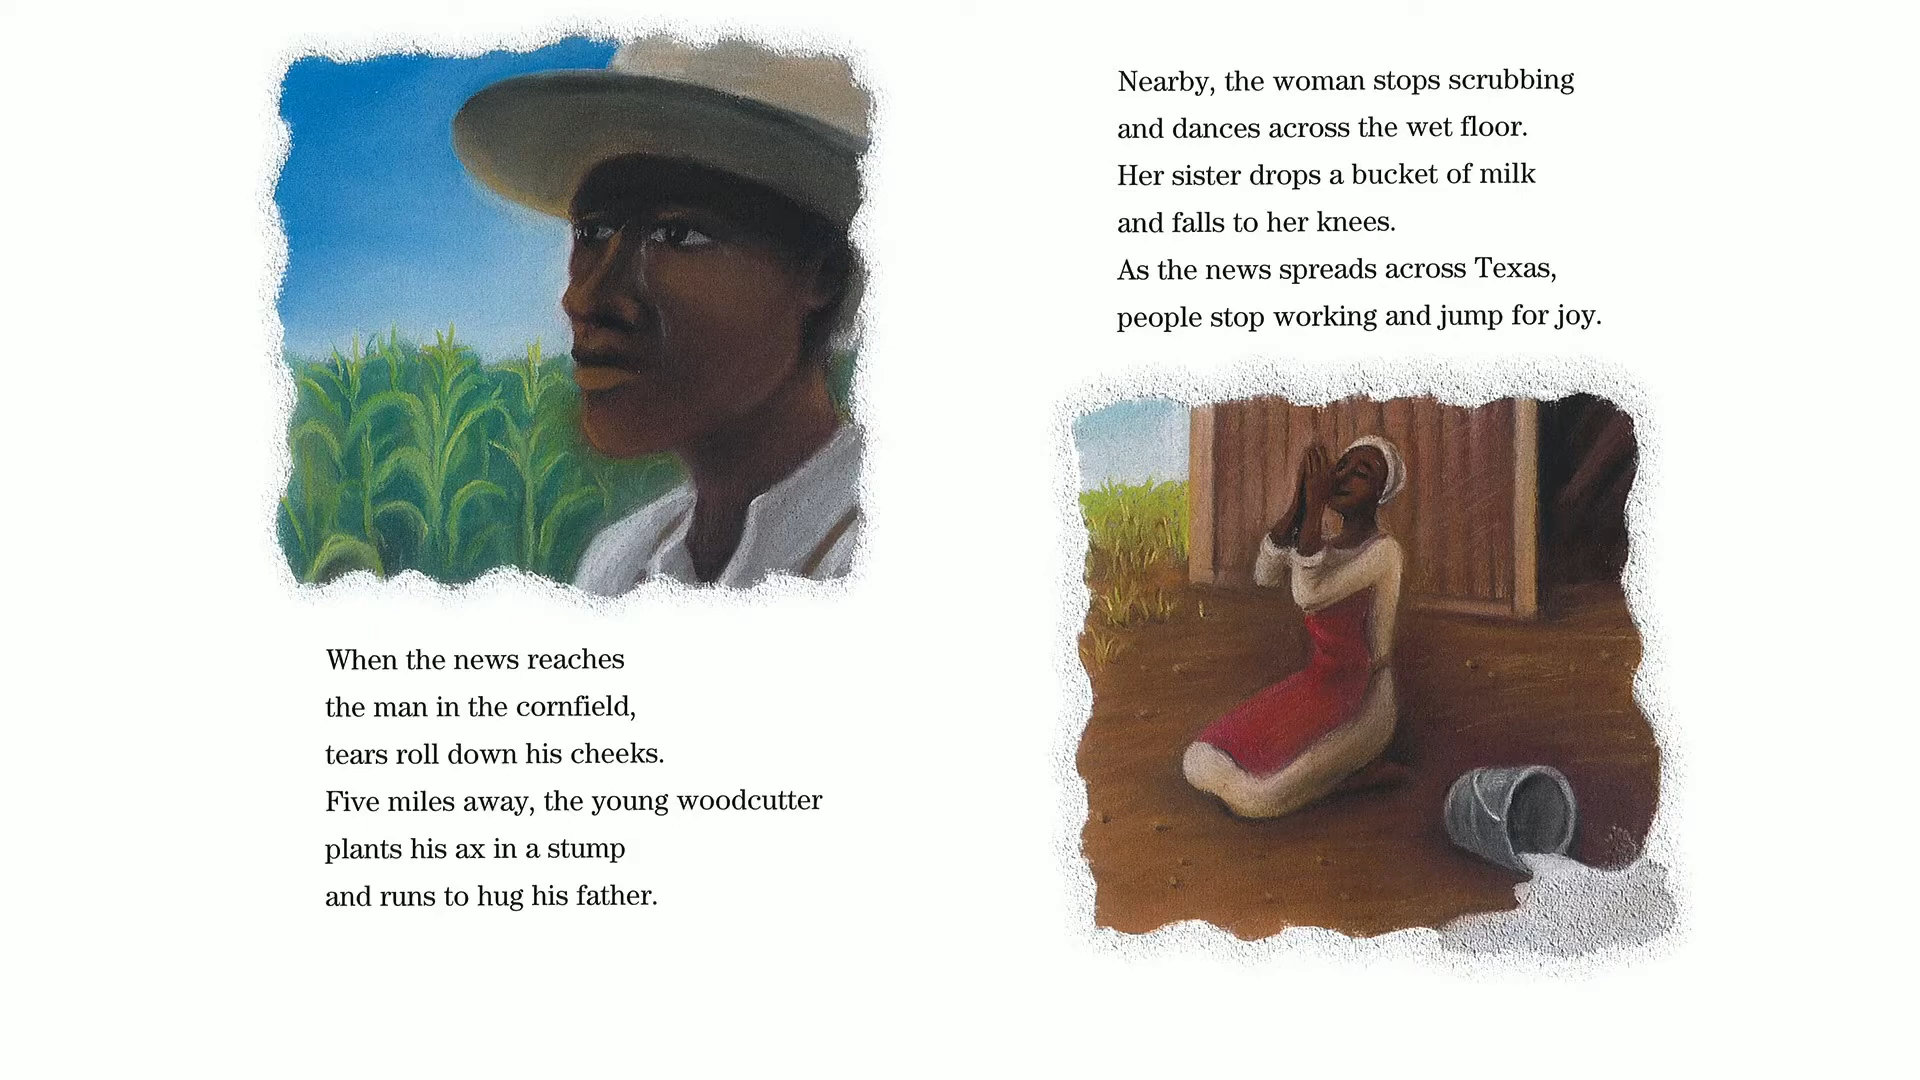 When the news reaches
the man in the cornfield,
tears roll down his cheeks.
Five miles away, the young woodcutter
plants his ax in a stump
and runs to hug his father.
Nearby, the woman stops scrubbing
and dances across the wet floor.
Her sister drops a bucket of milk
and falls to her knees.
As the news spreads across Texas,
people stop working and jump for joy.